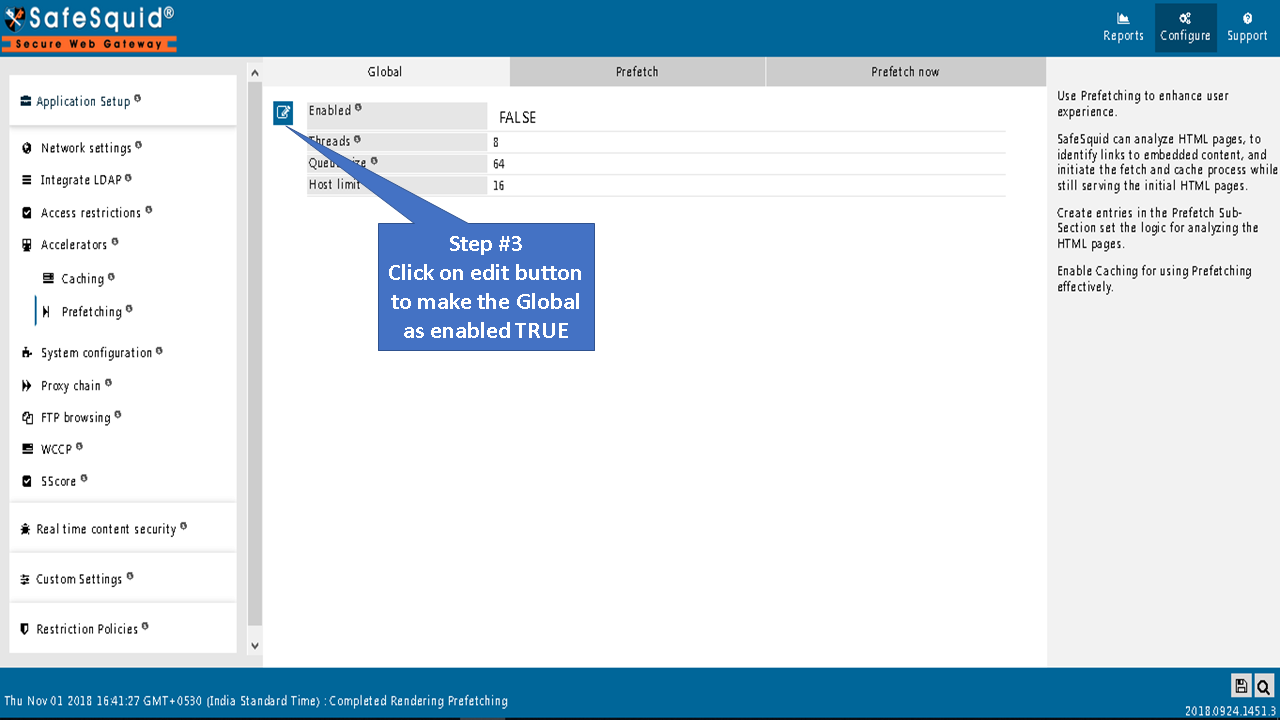 SafeSquid®
Secure Web Gateway
Reports
Configure
Support
Application Setup
Network settings
Integrate LDAP
Access restrictions
Accelerators
Caching
Prefetching
System configuration
Proxy chain
FTP browsing
WCCP
SScore
Real time content security
Custom Settings
Restriction Policies
Global
Prefetch
Prefetch now
Enabled
FALSE
Threads
8
64
Host limit
16
Step #3
Click on edit button
to make the Global
as enabled TRUE
Use Prefetching to enhance user
experience.
SafeSquid can analyze HTML pages, to
identify links to embedded content, and
initiate the fetch and cache process while
still serving the initial HTML pages.
Create entries in the Prefetch Sub-
Section set the logic for analyzing the
HTML pages.
Enable Caching for using Prefetching
effectively.
Thu Nov 01 2018 16:41:27 GMT+0530 (India Standard Time) : Completed Rendering Prefetching
2018.0924.1451.3